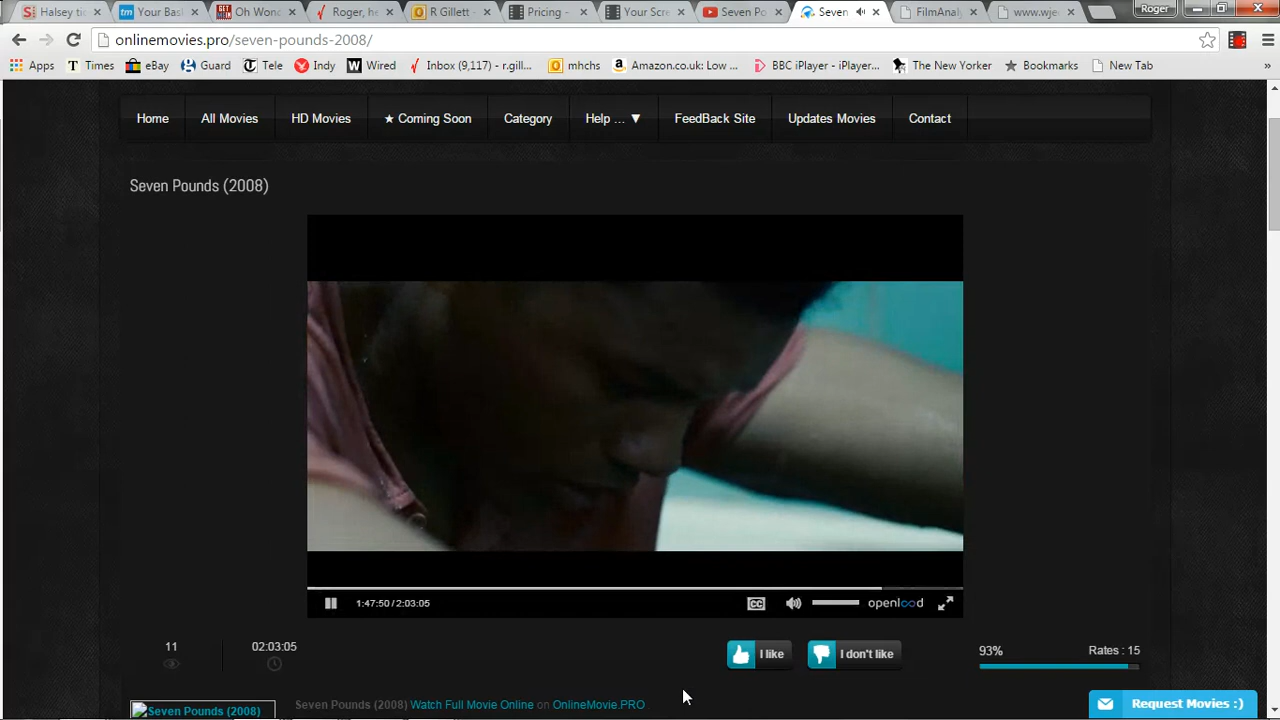 Halsey tic
Your Bask
Oh Wond
Roger, he
R Gillett -
Pricing -
Your Scre
Seven Po
Seven
FilmAnal
www.wje
Roger
onlinemovies.pro/seven-pounds-2008/
Apps
Times
eBay
Guard
Tele
Indy
Wired
Inbox (9,117) - r.gill...
mhchs
Amazon.co.uk: Low ...
BBC iPlayer - iPlayer...
The New Yorker
Bookmarks
New Tab
»
Home
All Movies
HD Movies
★ Coming Soon
Category
Help ... ▼
FeedBack Site
Updates Movies
Contact
Seven Pounds (2008)
1:47:50 / 2:03:05
CC
openload
11
02:03:05
I like
I don't like
93%
Rates : 15
Seven Pounds (2008)
Seven Pounds (2008) Watch Full Movie Online on OnlineMovie.PRO .
Request Movies :)